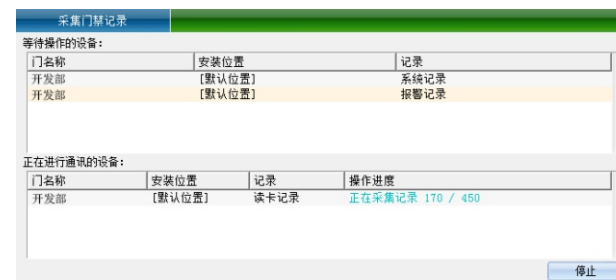 采集门禁记录
等待操作的设备:
门名称 安装位置 记录
开发部 [默认位置] 系统记录
开发部 [默认位置] 报警记录
正在进行通讯的设备:
门名称 安装位置 记录 操作进度
开发部 [默认位置] 读卡记录 正在采集记录 170 / 450
停止